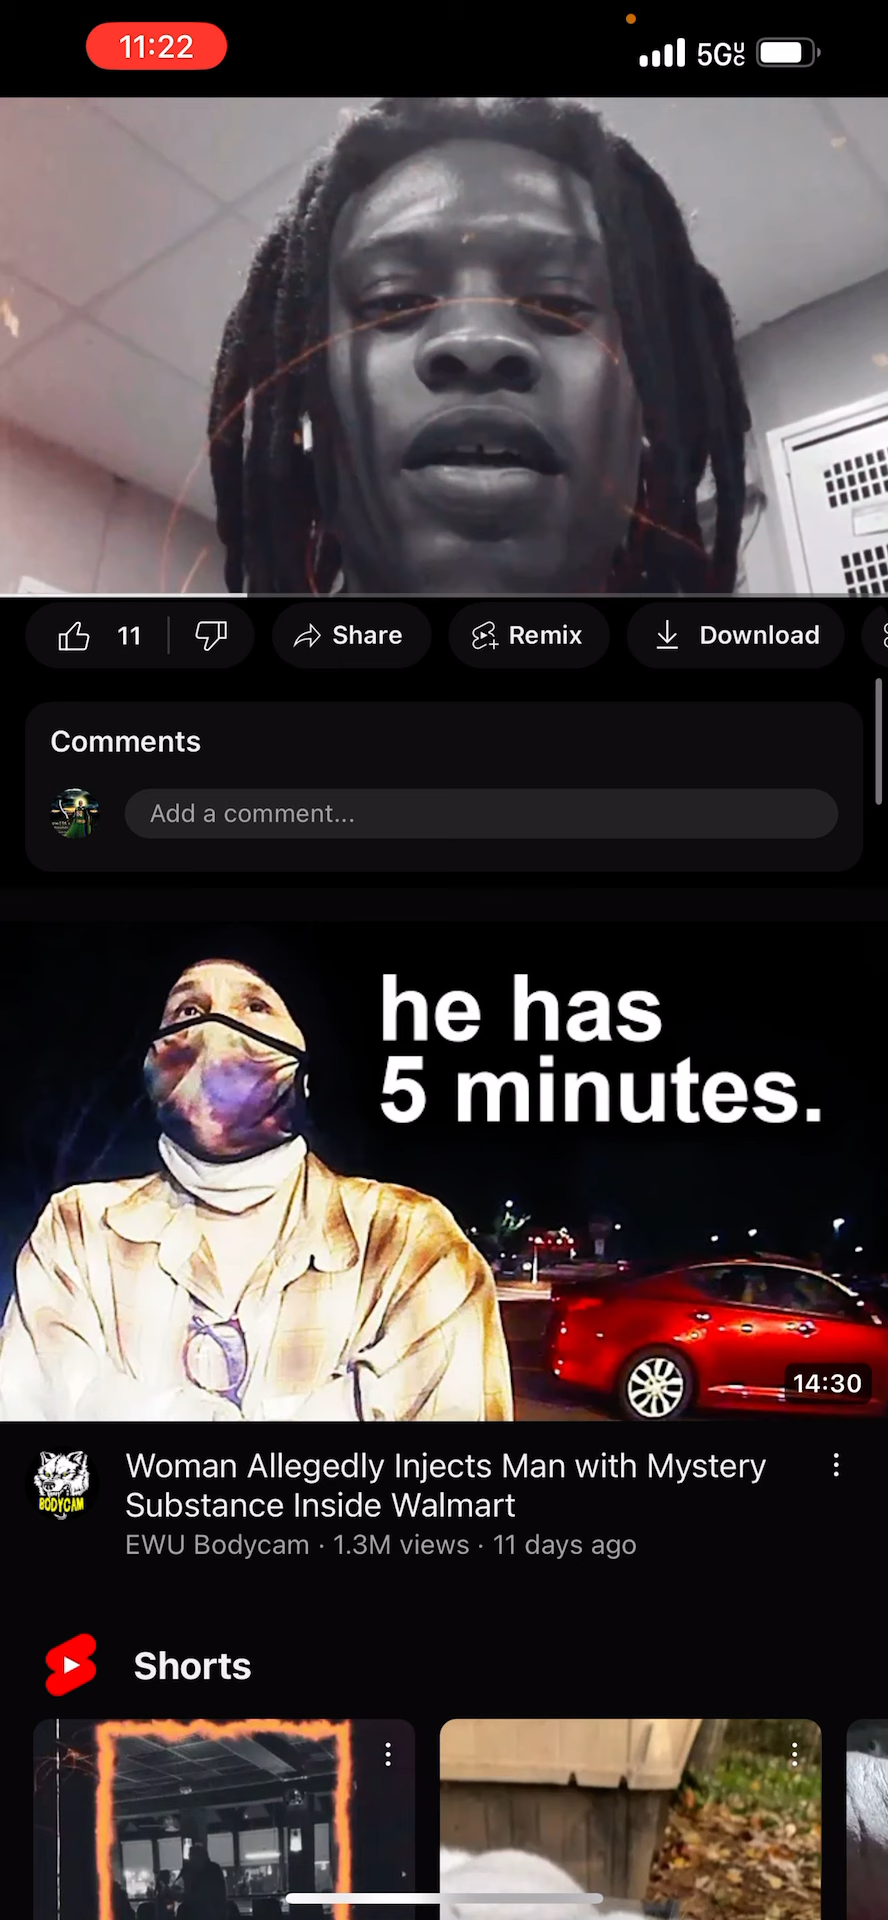 11:22
5G UC
11
Share
Remix
Download
Comments
Add a comment...
he has
5 minutes.
14:30
BODYCAM
Woman Allegedly Injects Man with Mystery
Substance Inside Walmart
EWU Bodycam · 1.3M views · 11 days ago
Shorts